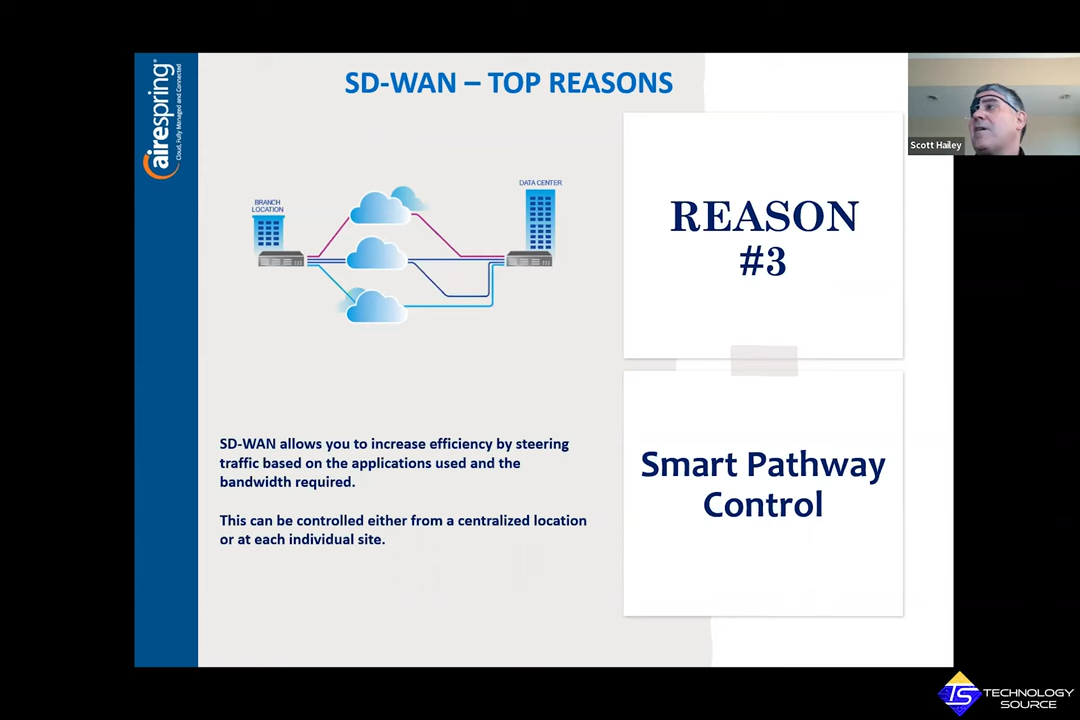 airespring
Cloud, Fully Managed and Connected
SD-WAN – TOP REASONS
BRANCH
LOCATION
DATA CENTER
REASON
#3
Scott Hailey
SD-WAN allows you to increase efficiency by steering
traffic based on the applications used and the
bandwidth required.
This can be controlled either from a centralized location
or at each individual site.
Smart Pathway
Control
TS TECHNOLOGY
SOURCE